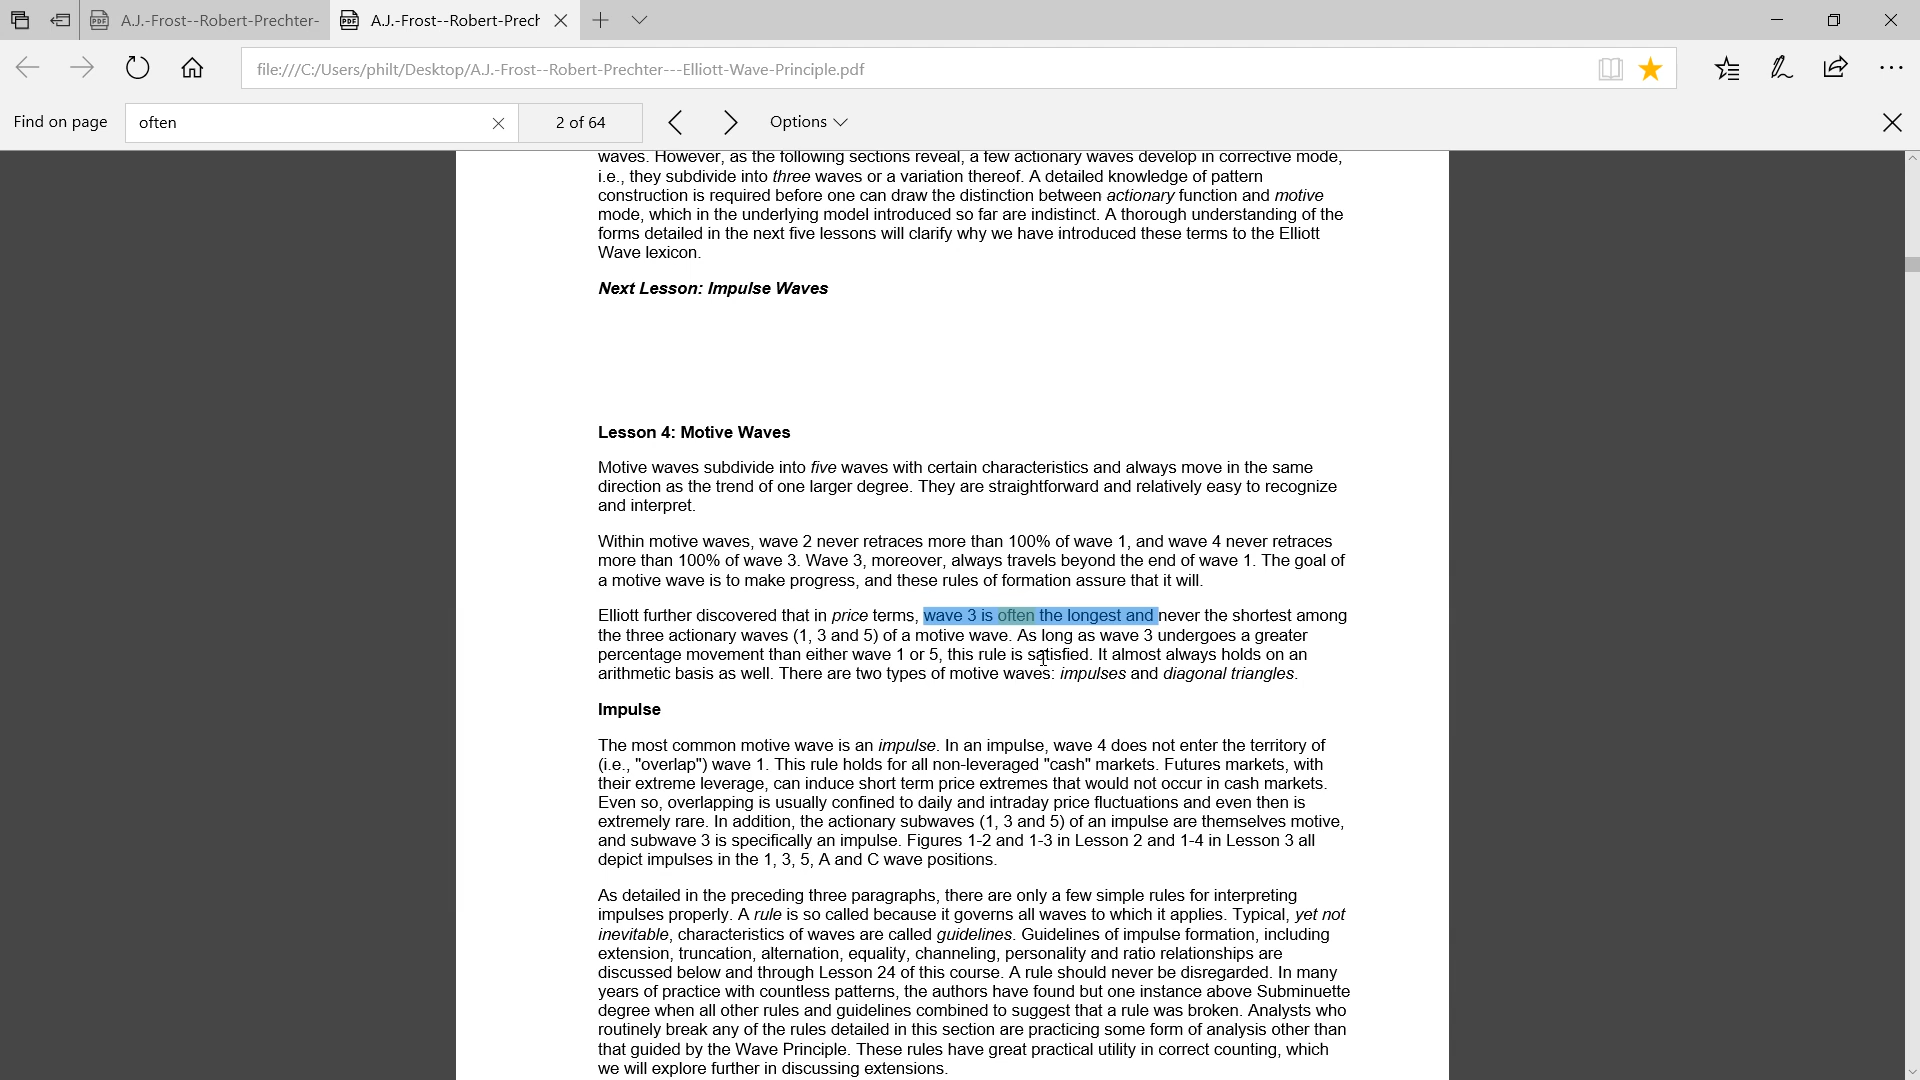 A.J.-Frost--Robert-Prechter-
A.J.-Frost--Robert-Prech
file:///C:/Users/philt/Desktop/A.J.-Frost--Robert-Prechter---Elliott-Wave-Principle.pdf
Find on page
often
2 of 64
Options
waves. However, as the following sections reveal, a few actionary waves develop in corrective mode,
i.e., they subdivide into three waves or a variation thereof. A detailed knowledge of pattern
construction is required before one can draw the distinction between actionary function and motive
mode, which in the underlying model introduced so far are indistinct. A thorough understanding of the
forms detailed in the next five lessons will clarify why we have introduced these terms to the Elliott
Wave lexicon.
Next Lesson: Impulse Waves
Lesson 4: Motive Waves
Motive waves subdivide into five waves with certain characteristics and always move in the same
direction as the trend of one larger degree. They are straightforward and relatively easy to recognize
and interpret.
Within motive waves, wave 2 never retraces more than 100% of wave 1, and wave 4 never retraces
more than 100% of wave 3. Wave 3, moreover, always travels beyond the end of wave 1. The goal of
a motive wave is to make progress, and these rules of formation assure that it will.
Elliott further discovered that in price terms, wave 3 is often the longest and never the shortest among
the three actionary waves (1, 3 and 5) of a motive wave. As long as wave 3 undergoes a greater
percentage movement than either wave 1 or 5, this rule is satisfied. It almost always holds on an
arithmetic basis as well. There are two types of motive waves: impulses and diagonal triangles.
Impulse
The most common motive wave is an impulse. In an impulse, wave 4 does not enter the territory of
(i.e., "overlap") wave 1. This rule holds for all non-leveraged "cash" markets. Futures markets, with
their extreme leverage, can induce short term price extremes that would not occur in cash markets.
Even so, overlapping is usually confined to daily and intraday price fluctuations and even then is
extremely rare. In addition, the actionary subwaves (1, 3 and 5) of an impulse are themselves motive,
and subwave 3 is specifically an impulse. Figures 1-2 and 1-3 in Lesson 2 and 1-4 in Lesson 3 all
depict impulses in the 1, 3, 5, A and C wave positions.
As detailed in the preceding three paragraphs, there are only a few simple rules for interpreting
impulses properly. A rule is so called because it governs all waves to which it applies. Typical, yet not
inevitable, characteristics of waves are called guidelines. Guidelines of impulse formation, including
extension, truncation, alternation, equality, channeling, personality and ratio relationships are
discussed below and through Lesson 24 of this course. A rule should never be disregarded. In many
years of practice with countless patterns, the authors have found but one instance above Subminuette
degree when all other rules and guidelines combined to suggest that a rule was broken. Analysts who
routinely break any of the rules detailed in this section are practicing some form of analysis other than
that guided by the Wave Principle. These rules have great practical utility in correct counting, which
we will explore further in discussing extensions.